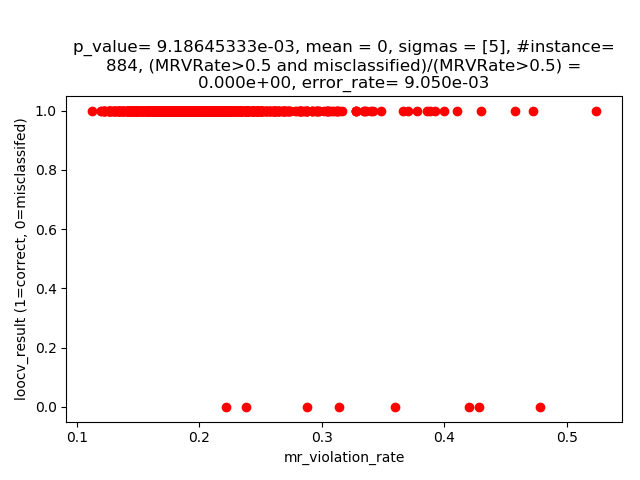 p_value= 9.18645333e-03, mean = 0, sigmas = [5], #instance=
884, (MRVRate>0.5 and misclassified)/(MRVRate>0.5) =
0.000e+00, error_rate= 9.050e-03
loocv_result (1=correct, 0=misclassifed)
1.0
0.8
0.6
0.4
0.2
0.0
0.1 0.2 0.3 0.4 0.5
mr_violation_rate